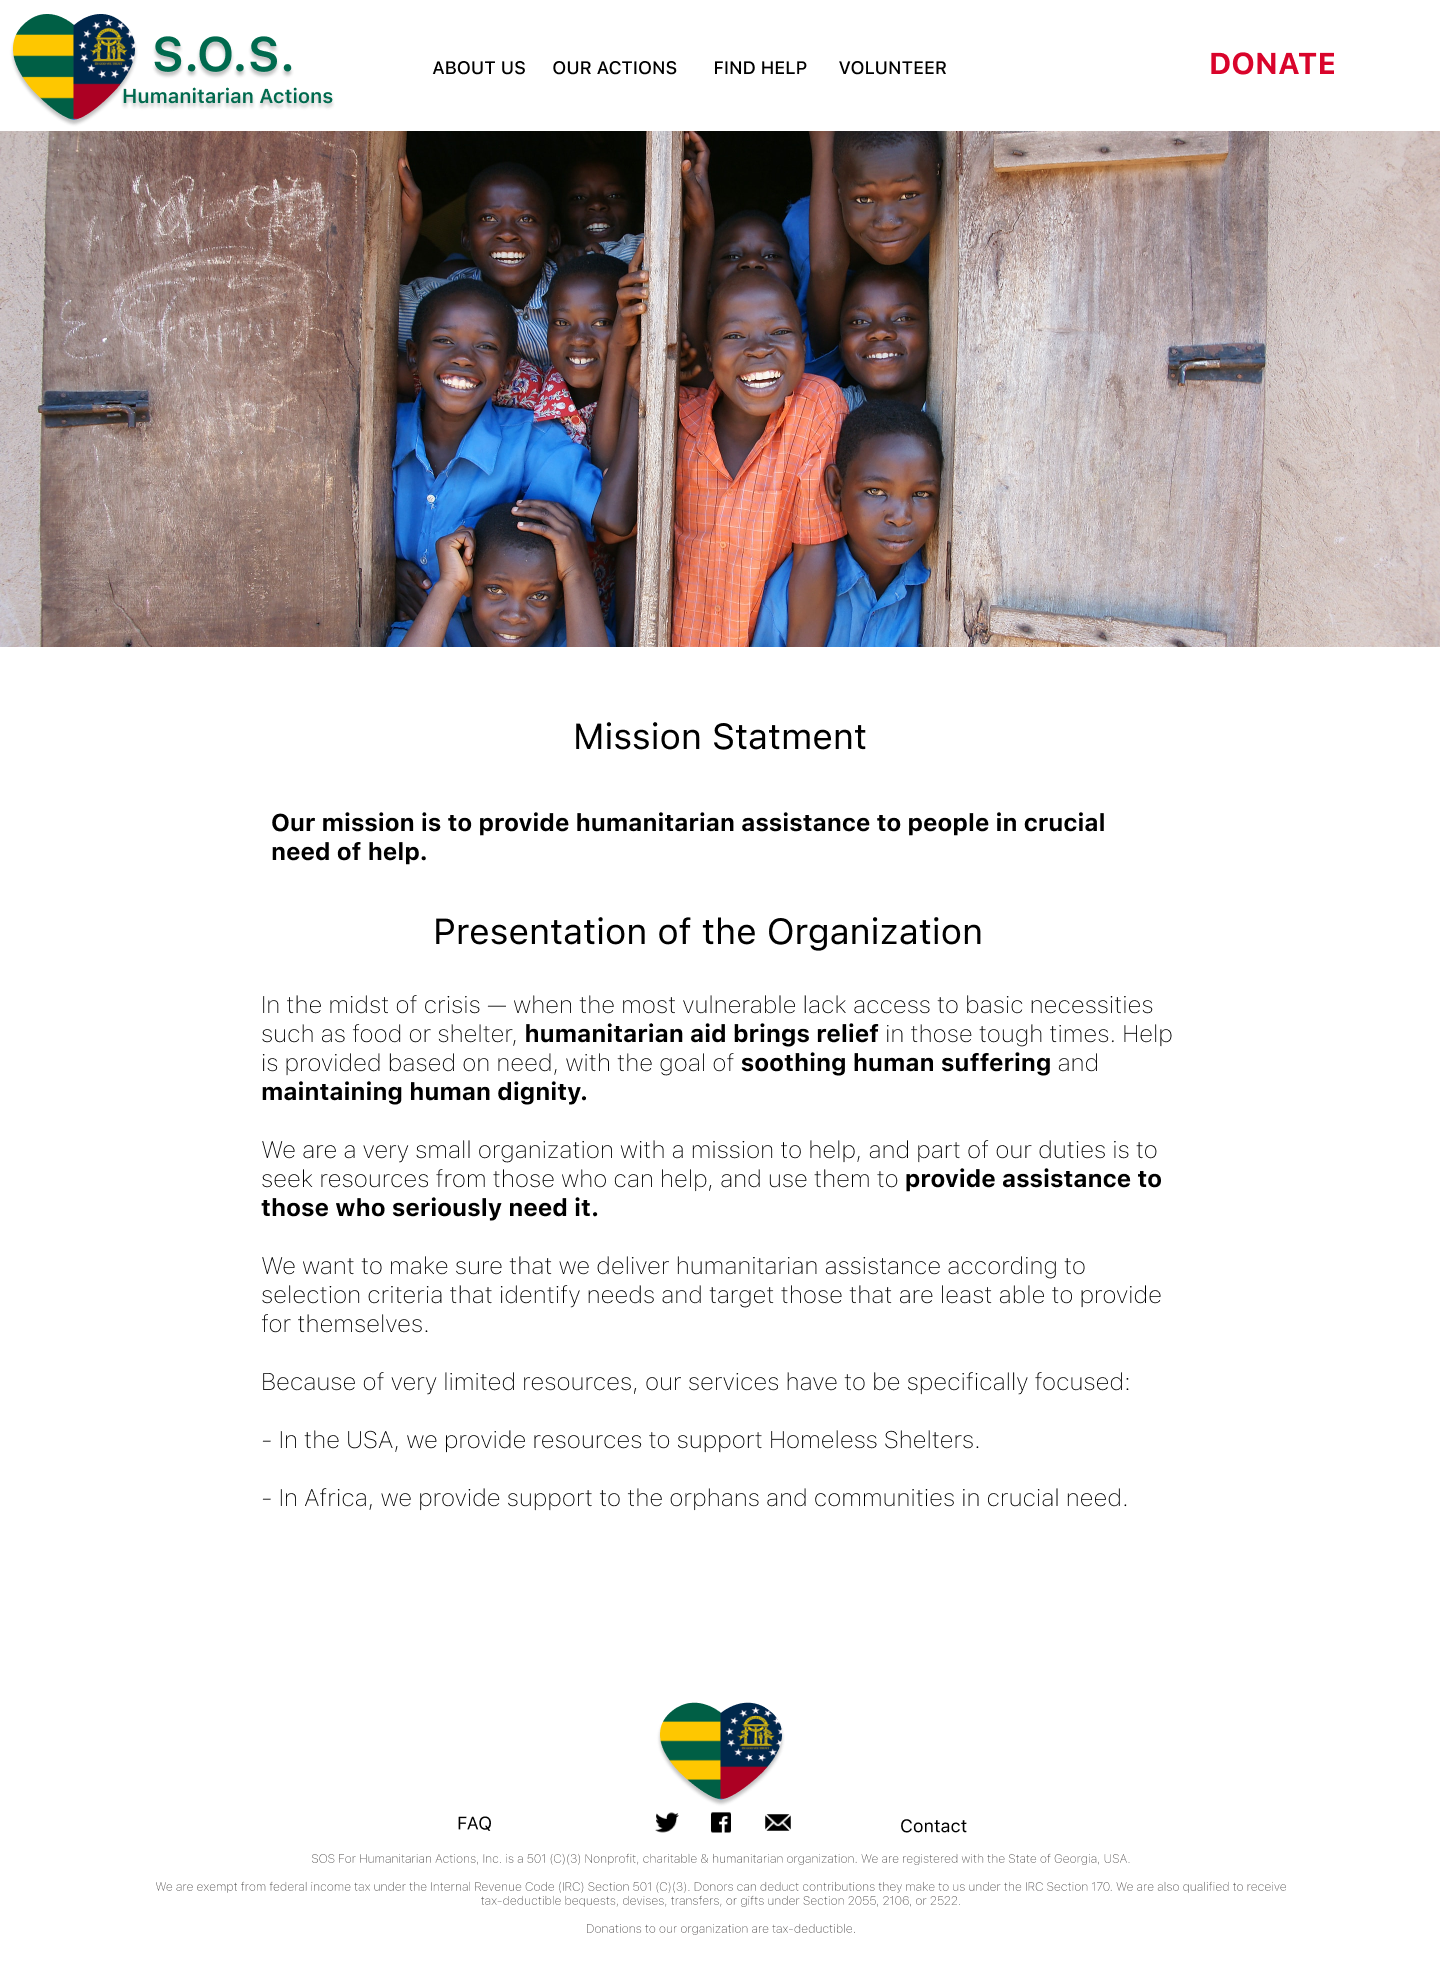 S.O.S.
Humanitarian Actions
ABOUT US
OUR ACTIONS
FIND HELP
VOLUNTEER
DONATE
Mission Statment
Our mission is to provide humanitarian assistance to people in crucial
need of help.
Presentation of the Organization
In the midst of crisis — when the most vulnerable lack access to basic necessities
such as food or shelter, humanitarian aid brings relief in those tough times. Help
is provided based on need, with the goal of soothing human suffering and
maintaining human dignity.
We are a very small organization with a mission to help, and part of our duties is to
seek resources from those who can help, and use them to provide assistance to
those who seriously need it.
We want to make sure that we deliver humanitarian assistance according to
selection criteria that identify needs and target those that are least able to provide
for themselves.
Because of very limited resources, our services have to be specifically focused:
- In the USA, we provide resources to support Homeless Shelters.
- In Africa, we provide support to the orphans and communities in crucial need.
FAQ
Contact
SOS For Humanitarian Actions, Inc. is a 501 (C)(3) Nonprofit, charitable & humanitarian organization. We are registered with the State of Georgia, USA.
We are exempt from federal income tax under the Internal Revenue Code (IRC) Section 501 (C)(3). Donors can deduct contributions they make to us under the IRC Section 170. We are also qualified to receive
tax-deductible bequests, devises, transfers, or gifts under Section 2055, 2106, or 2522.
Donations to our organization are tax-deductible.